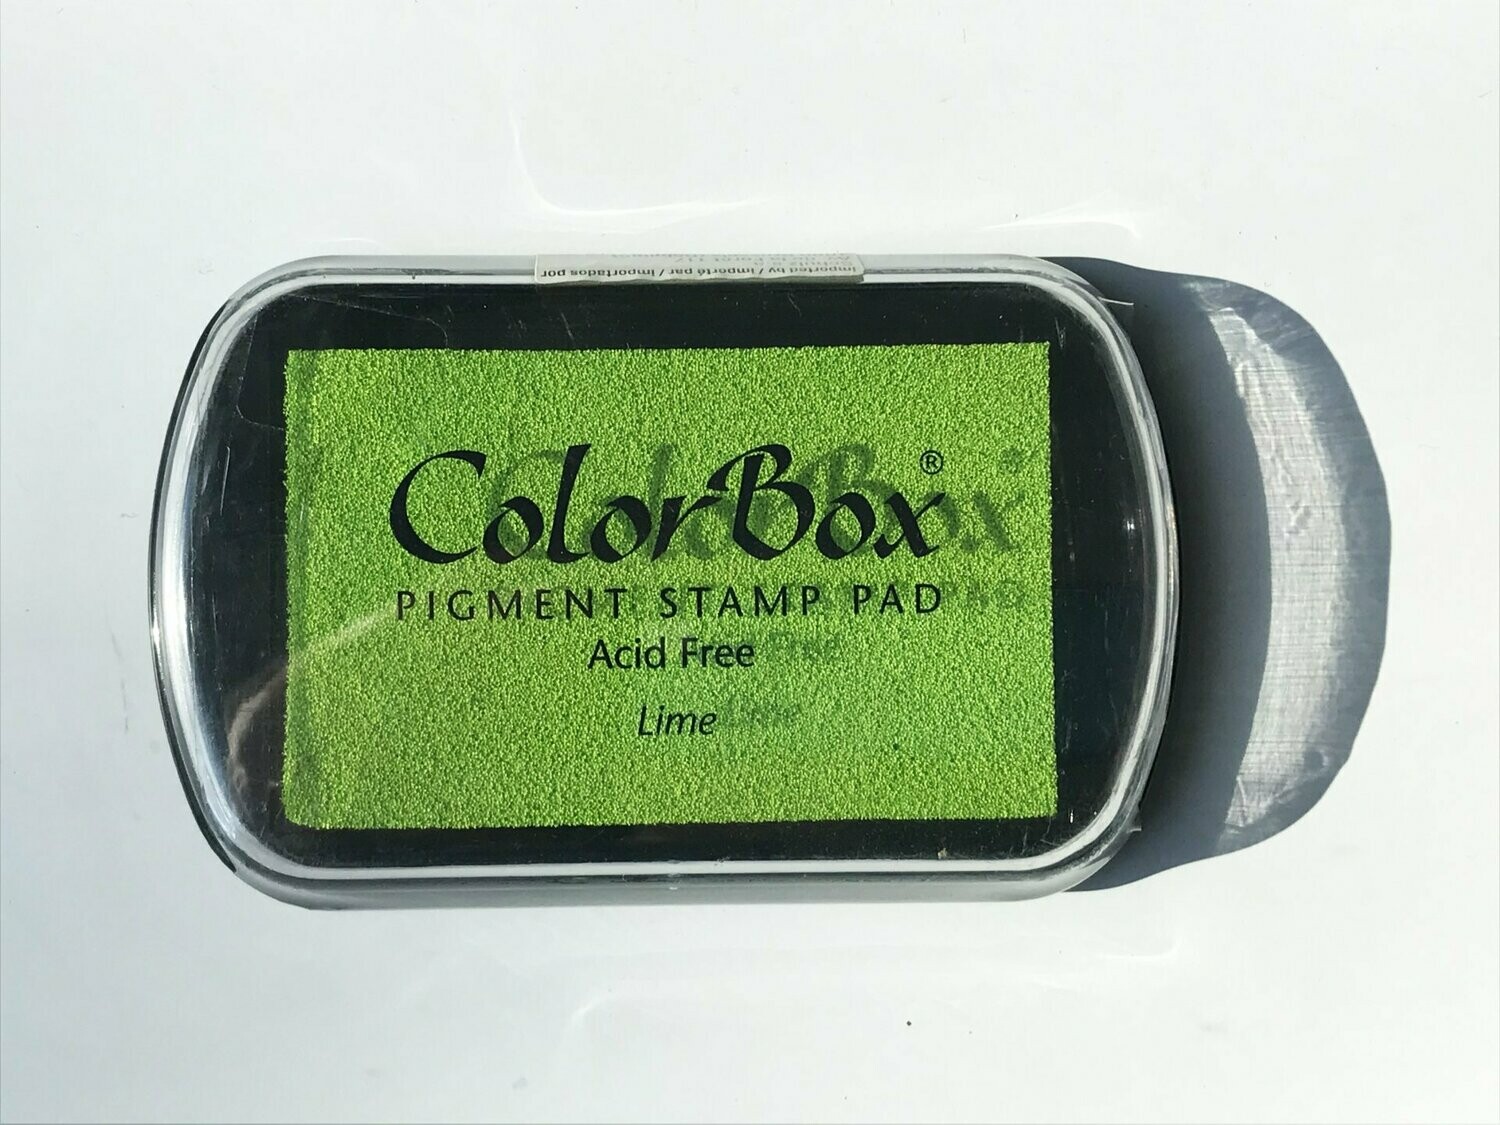 Imported by / Importé par / Importados por
ColorBox®
PIGMENT STAMP PAD
Acid Free
Lime